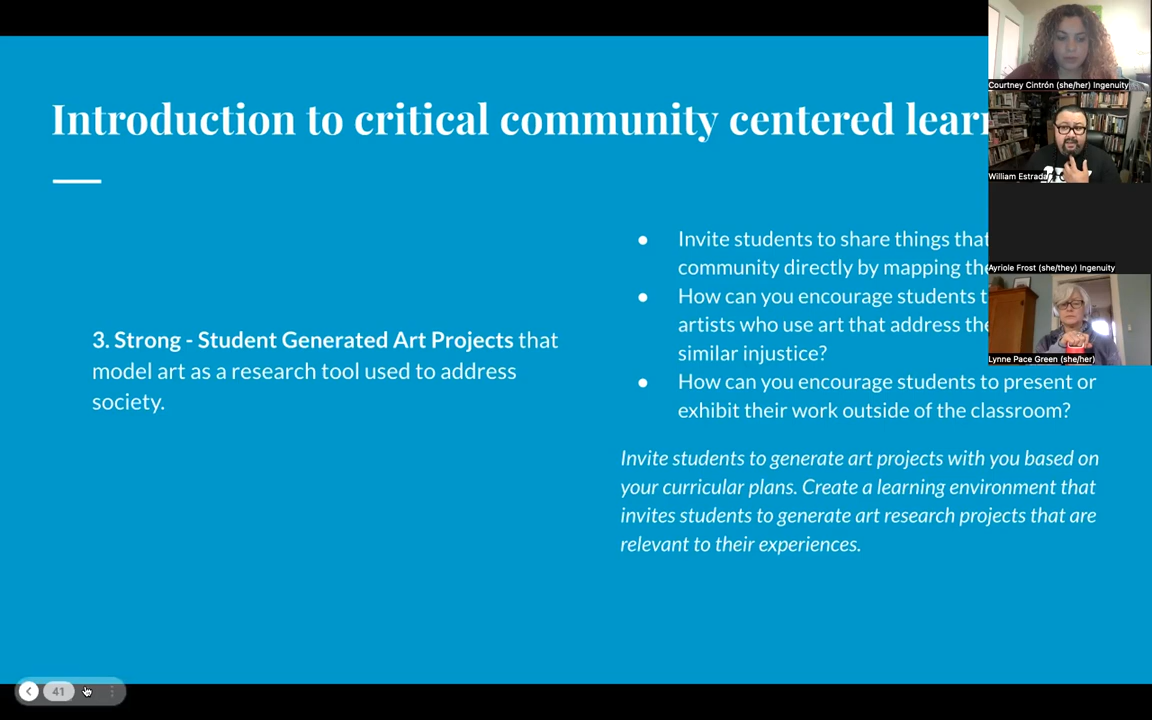 Introduction to critical community centered lear
3. Strong - Student Generated Art Projects that
model art as a research tool used to address
society.
● Invite students to share things that
community directly by mapping the
● How can you encourage students t
artists who use art that address the
similar injustice?
● How can you encourage students to present or
exhibit their work outside of the classroom?
Invite students to generate art projects with you based on
your curricular plans. Create a learning environment that
invites students to generate art research projects that are
relevant to their experiences.
Courtney Cintrón (she/her) Ingenuity
William Estrada
Ayriole Frost (she/they) Ingenuity
Lynne Pace Green (she/her)
41